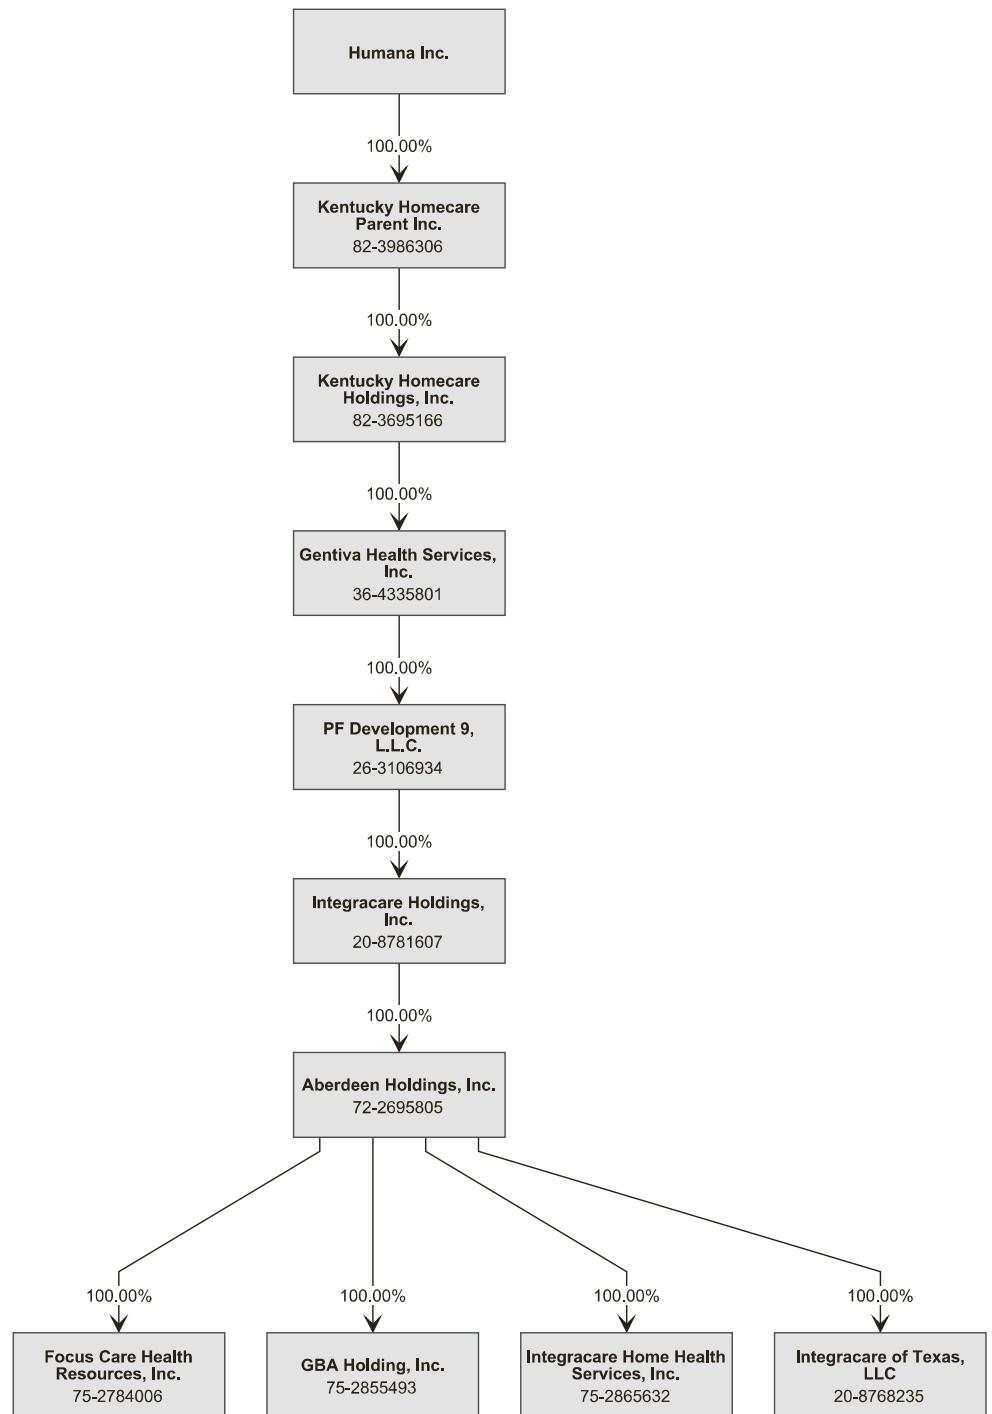 Humana Inc.
100.00%
Kentucky Homecare
Parent Inc.
82-3986306
100.00%
Kentucky Homecare
Holdings, Inc.
82-3695166
100.00%
Gentiva Health Services,
Inc.
36-4335801
100.00%
PF Development 9,
L.L.C.
26-3106934
100.00%
Integracare Holdings,
Inc.
20-8781607
100.00%
Aberdeen Holdings, Inc.
72-2695805
100.00%
100.00%
100.00%
100.00%
Focus Care Health
Resources, Inc.
75-2784006
GBA Holding, Inc.
75-2855493
Integracare Home Health
Services, Inc.
75-2865632
Integracare of Texas,
LLC
20-8768235